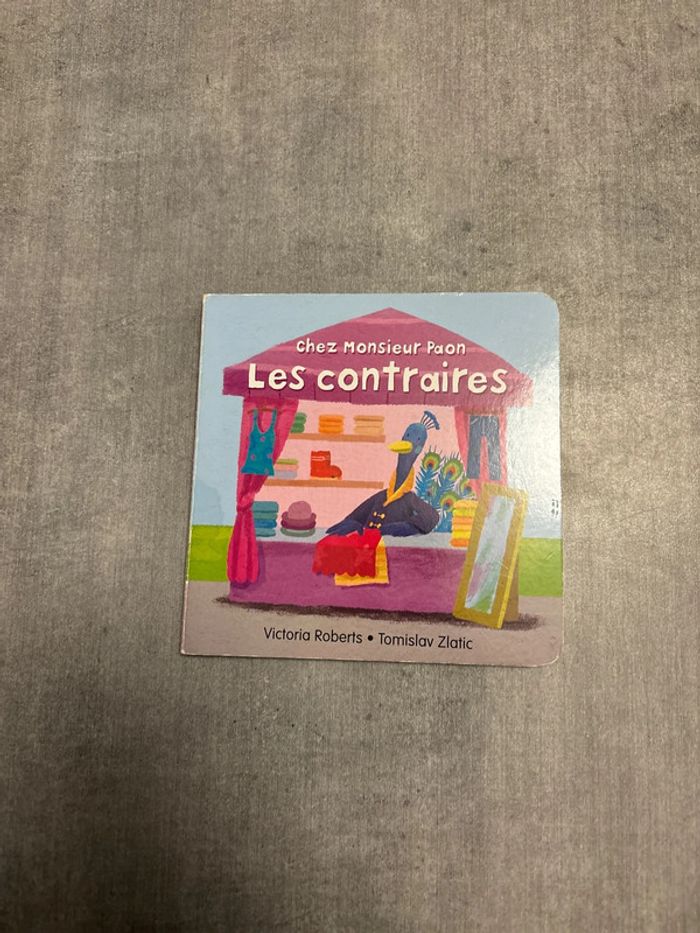 Chez Monsieur Paon
Les contraires
Victoria Roberts • Tomislav Zlatic